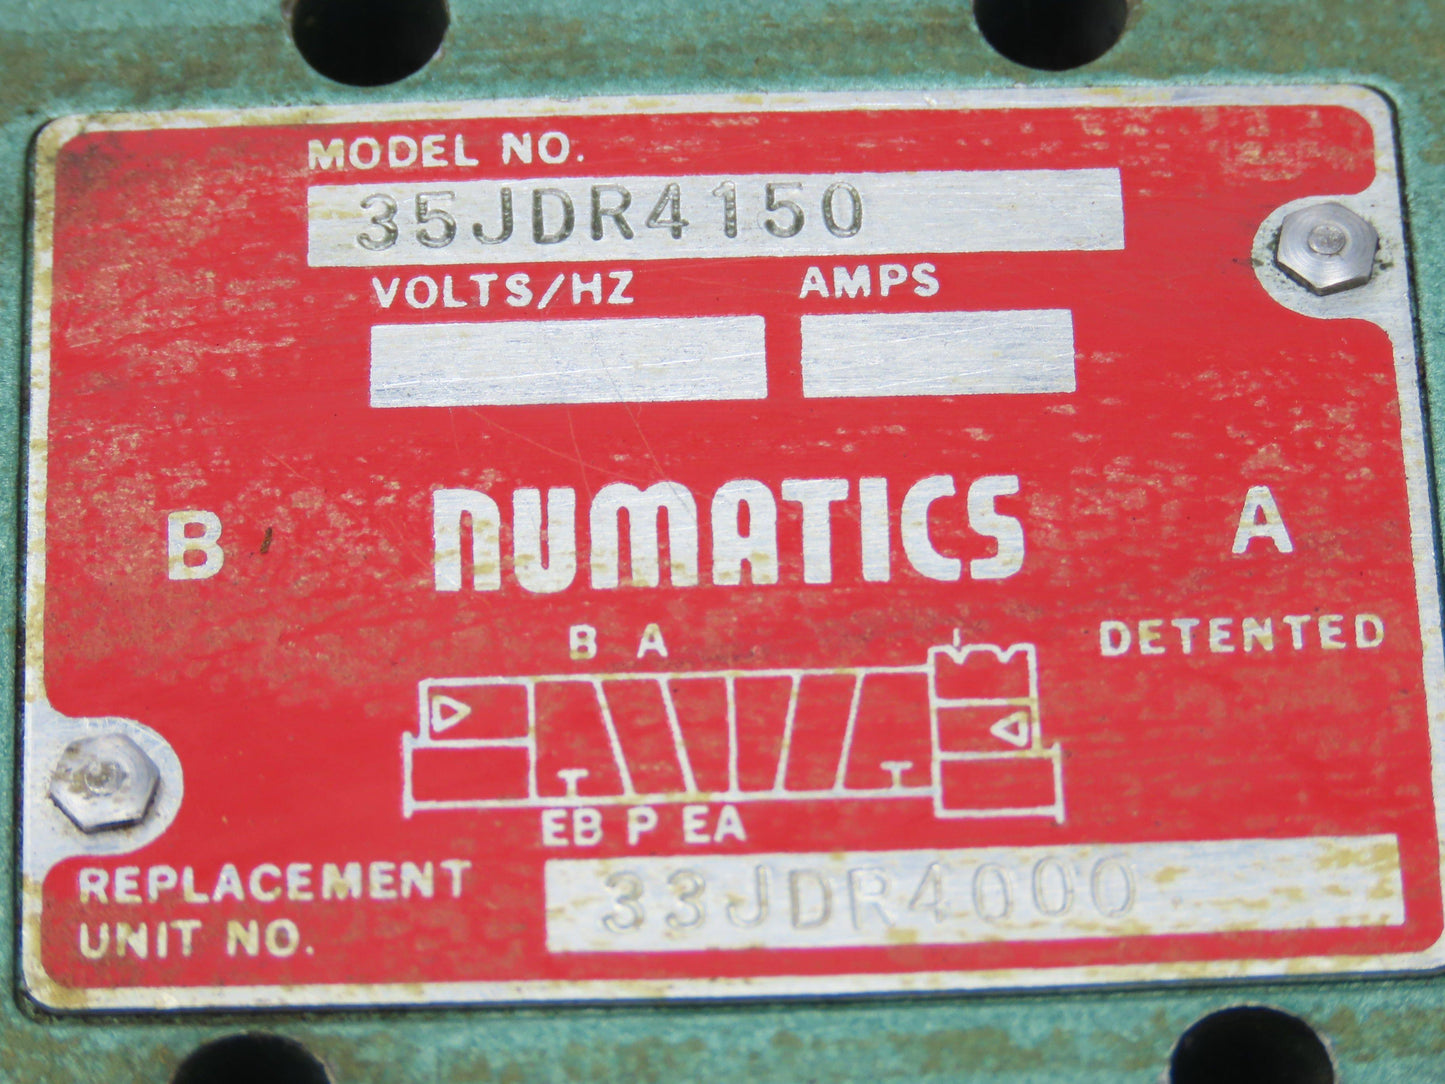 MODEL NO.
35JDR4150
VOLTS/HZ AMPS
B NUMATICS A
DETENTED
B A
EB P EA
REPLACEMENT
UNIT NO.
33JDR4000